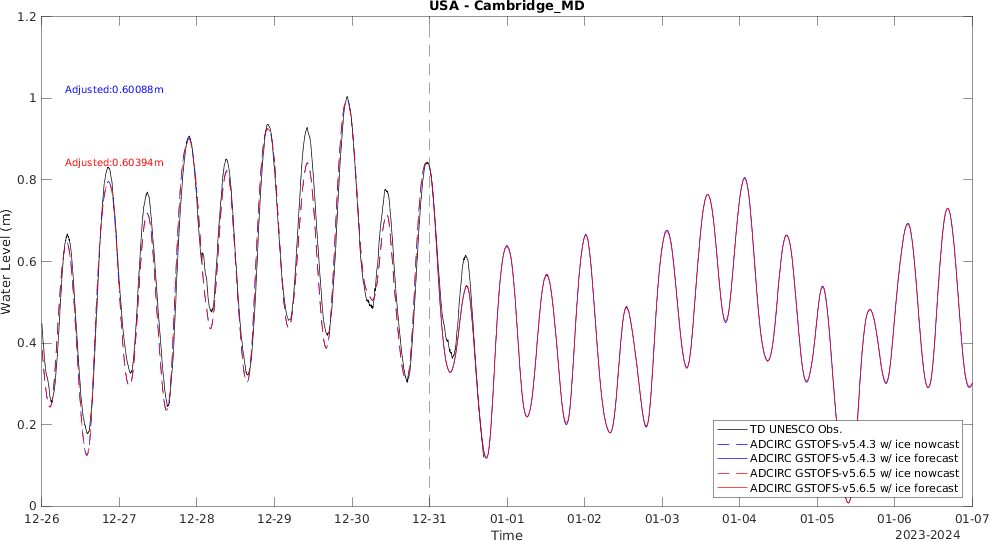 USA - Cambridge_MD
1.2
1
0.8
0.6
0.4
0.2
0
Water Level (m)
Adjusted:0.60088m
Adjusted:0.60394m
TD UNESCO Obs.
ADCIRC GSTOFS-v5.4.3 w/ ice nowcast
ADCIRC GSTOFS-v5.4.3 w/ ice forecast
ADCIRC GSTOFS-v5.6.5 w/ ice nowcast
ADCIRC GSTOFS-v5.6.5 w/ ice forecast
12-26 12-27 12-28 12-29 12-30 12-31 01-01 01-02 01-03 01-04 01-05 01-06 01-07
Time
2023-2024